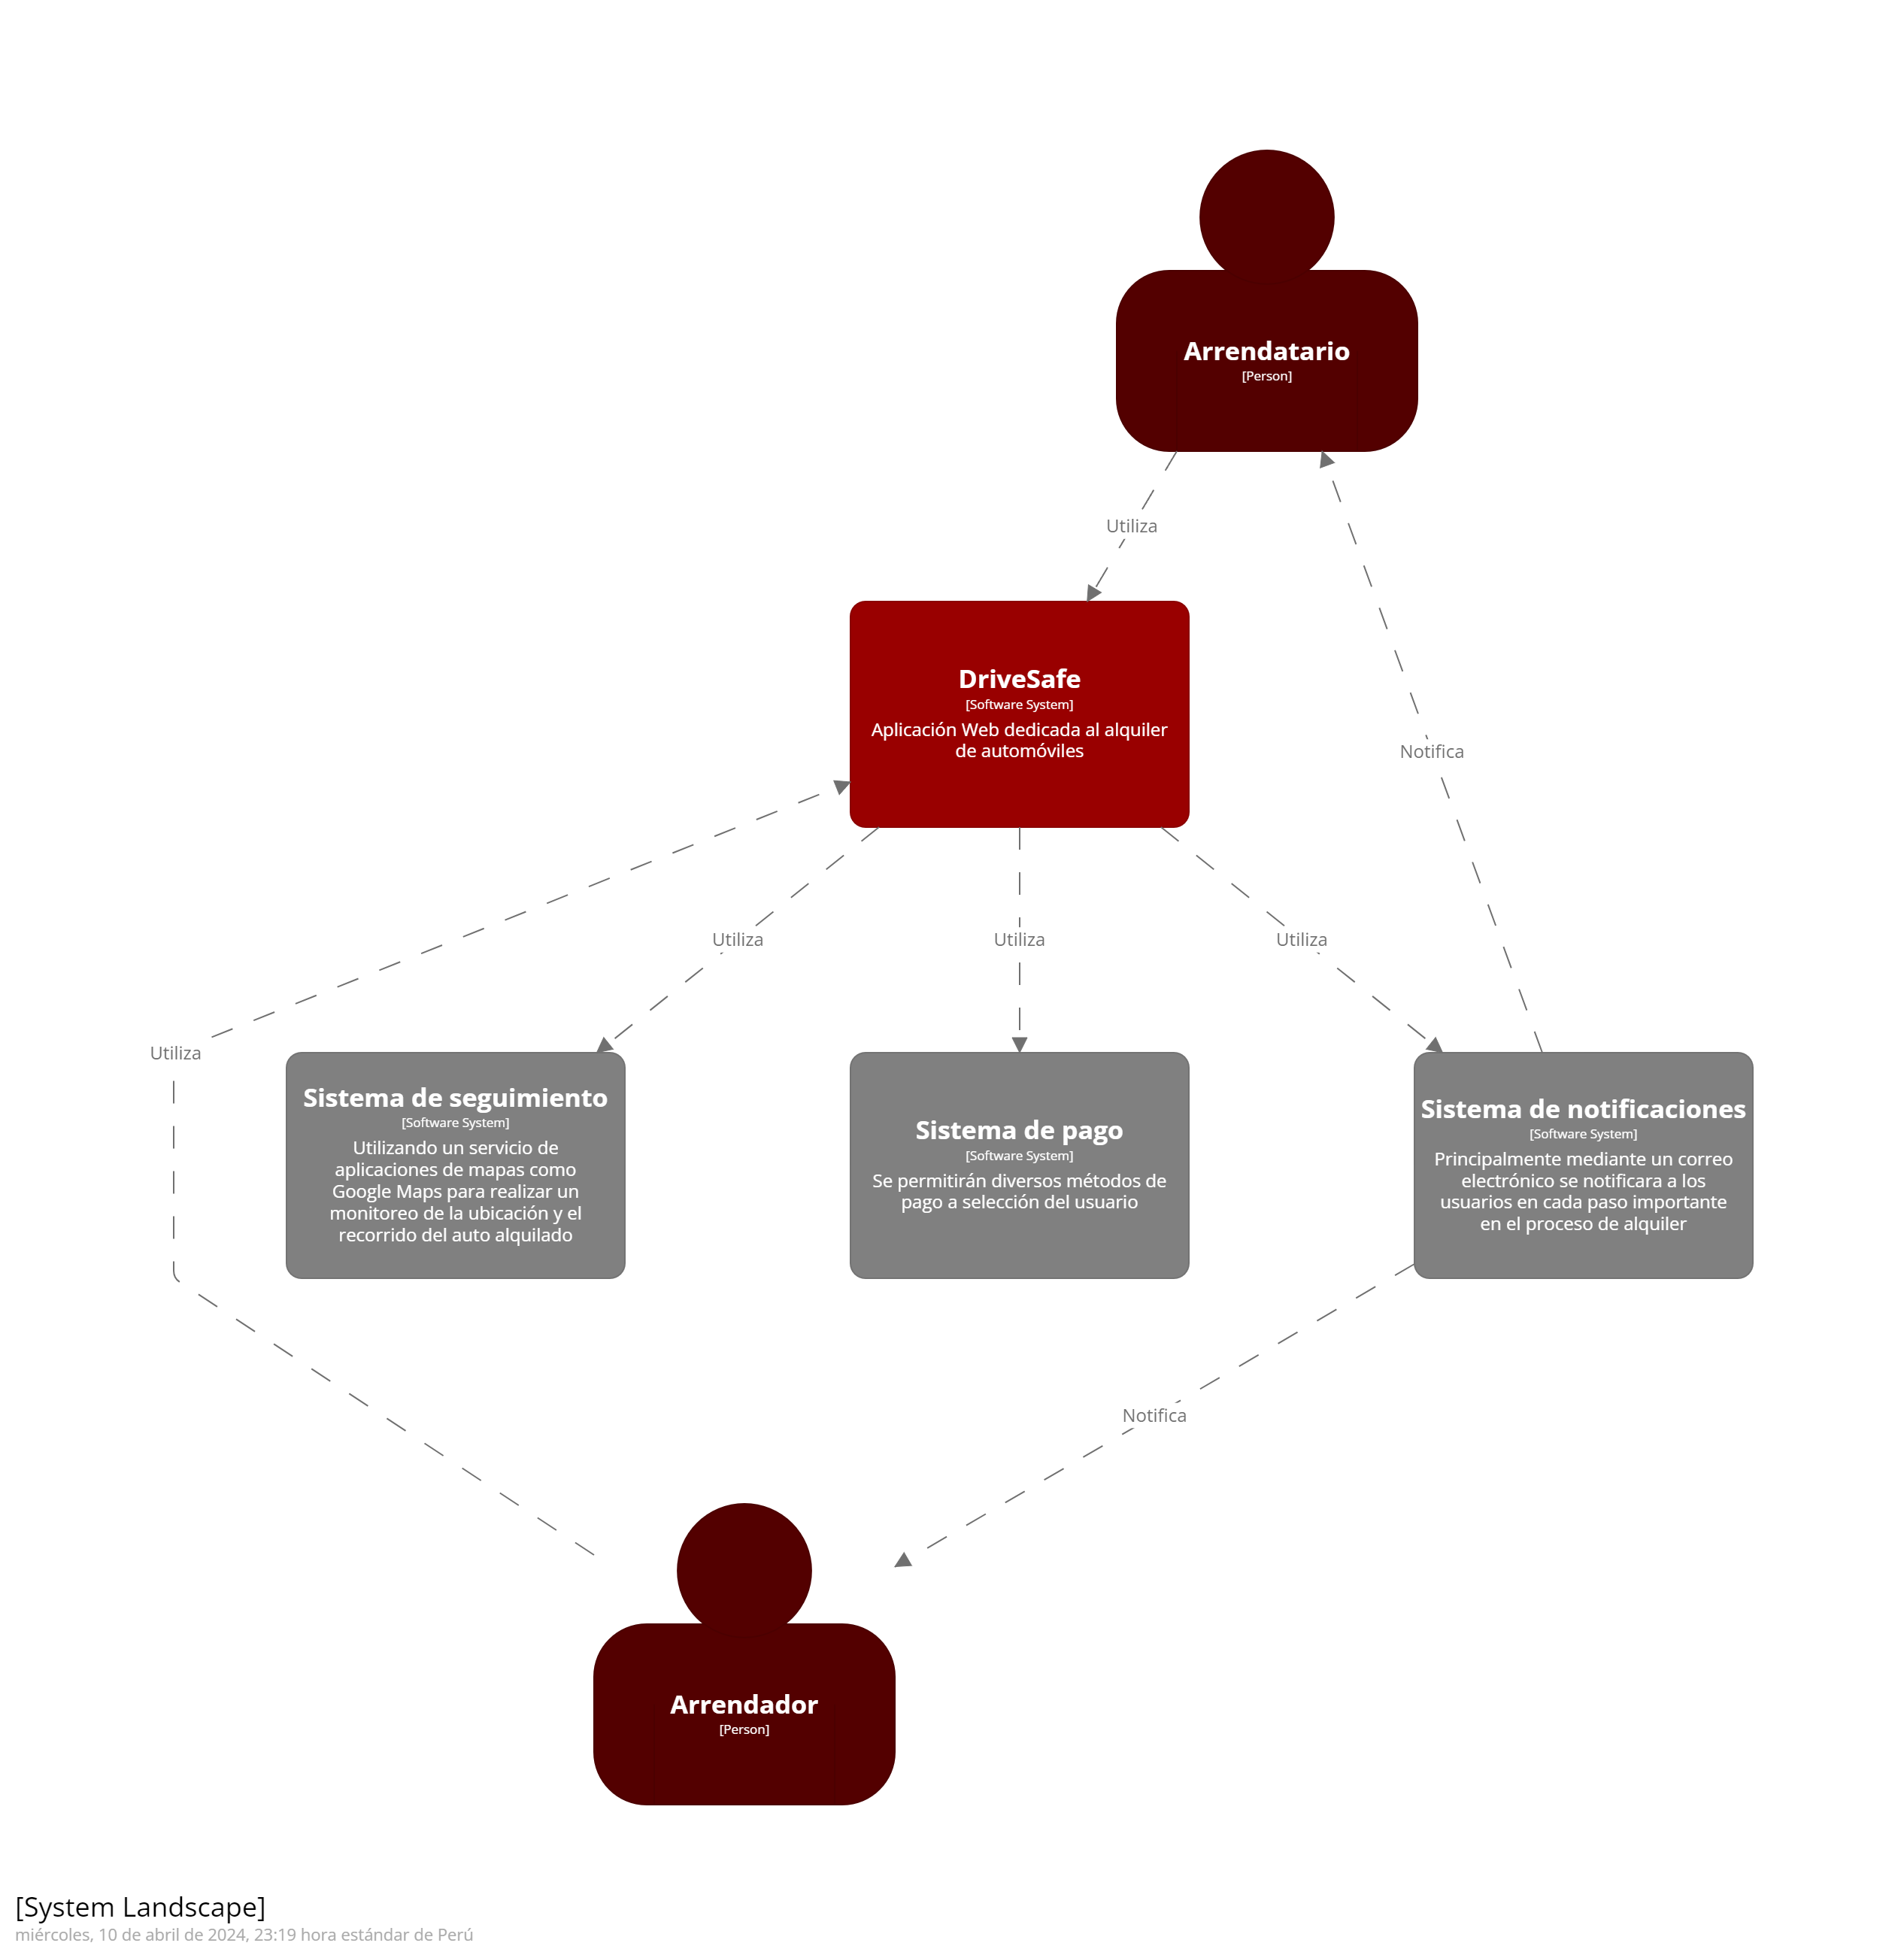 Arrendatario
[Person]
Utiliza
DriveSafe
[Software System]
Aplicación Web dedicada al alquiler
de automóviles
Notifica
Utiliza
Utiliza
Utiliza
Utiliza
Sistema de seguimiento
[Software System]
Utilizando un servicio de
aplicaciones de mapas como
Google Maps para realizar un
monitoreo de la ubicación y el
recorrido del auto alquilado
Sistema de pago
[Software System]
Se permitirán diversos métodos de
pago a selección del usuario
Sistema de notificaciones
[Software System]
Principalmente mediante un correo
electrónico se notificara a los
usuarios en cada paso importante
en el proceso de alquiler
Notifica
Arrendador
[Person]
[System Landscape]
miércoles, 10 de abril de 2024, 23:19 hora estándar de Perú